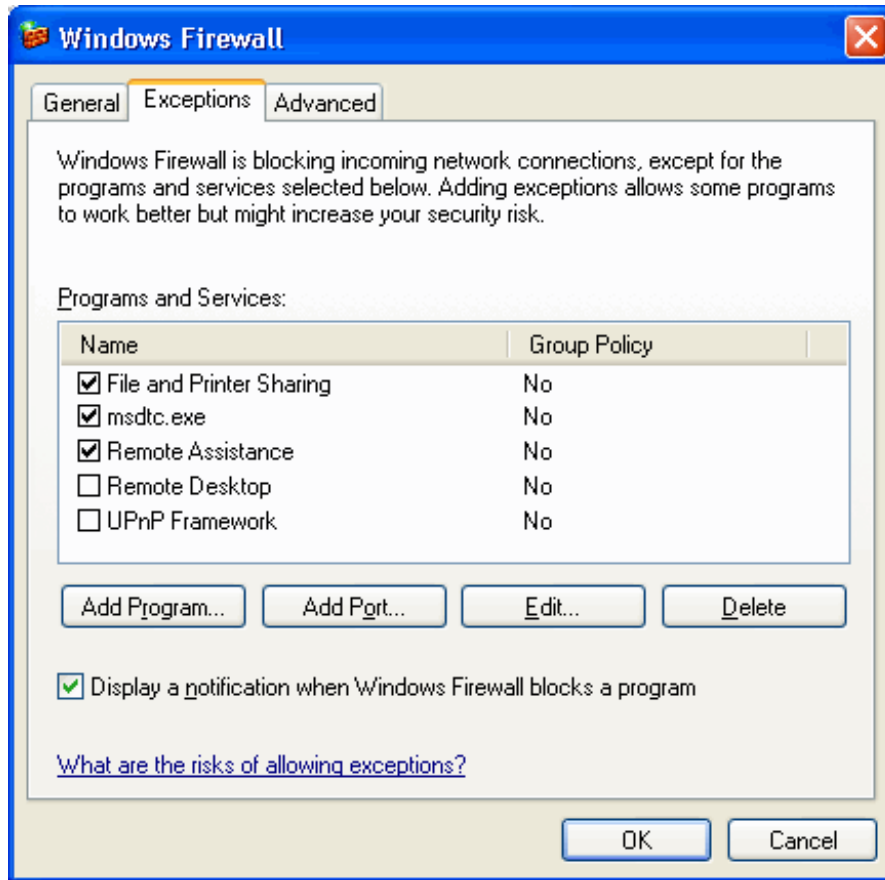 Windows Firewall
General Exceptions Advanced
Windows Firewall is blocking incoming network connections, except for the
programs and services selected below. Adding exceptions allows some programs
to work better but might increase your security risk.
Programs and Services:
Name Group Policy
File and Printer Sharing No
msdtc.exe No
Remote Assistance No
Remote Desktop No
UPnP Framework No
Add Program... Add Port... Edit... Delete
Display a notification when Windows Firewall blocks a program
What are the risks of allowing exceptions?
OK Cancel